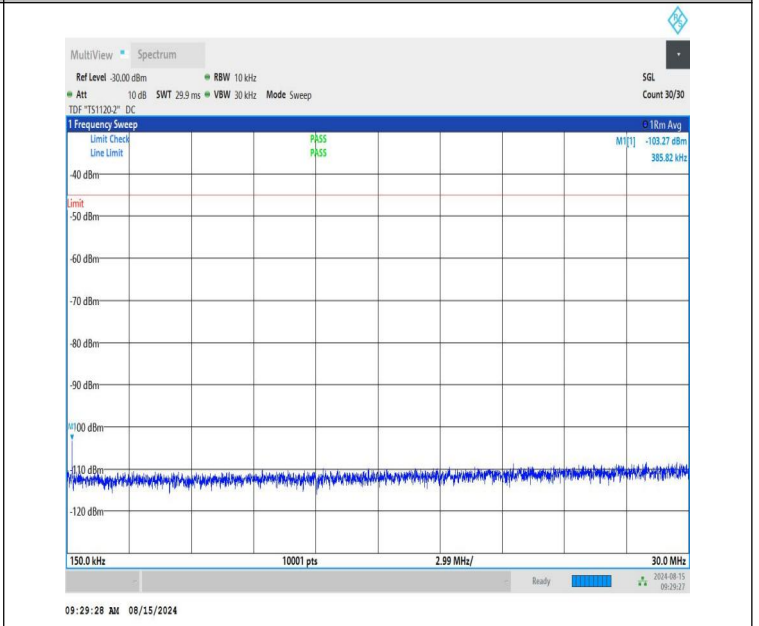 MultiView Spectrum
Ref Level -30.00 dBm RBW 10 kHz SGL
Att 10 dB SWT 29.9 ms VBW 30 kHz Mode Sweep Count 30/30
TDF "TS1120-2" DC
1 Frequency Sweep 1Rm Avg
Limit Check PASS M1[1] -103.27 dBm
Line Limit PASS 385.82 kHz
-40 dBm
Limit
-50 dBm
-60 dBm
-70 dBm
-80 dBm
-90 dBm
M1
-100 dBm
-110 dBm
-120 dBm
150.0 kHz 10001 pts 2.99 MHz/ 30.0 MHz
Ready 2024-08-15
09:29:27
09:29:28 AM 08/15/2024